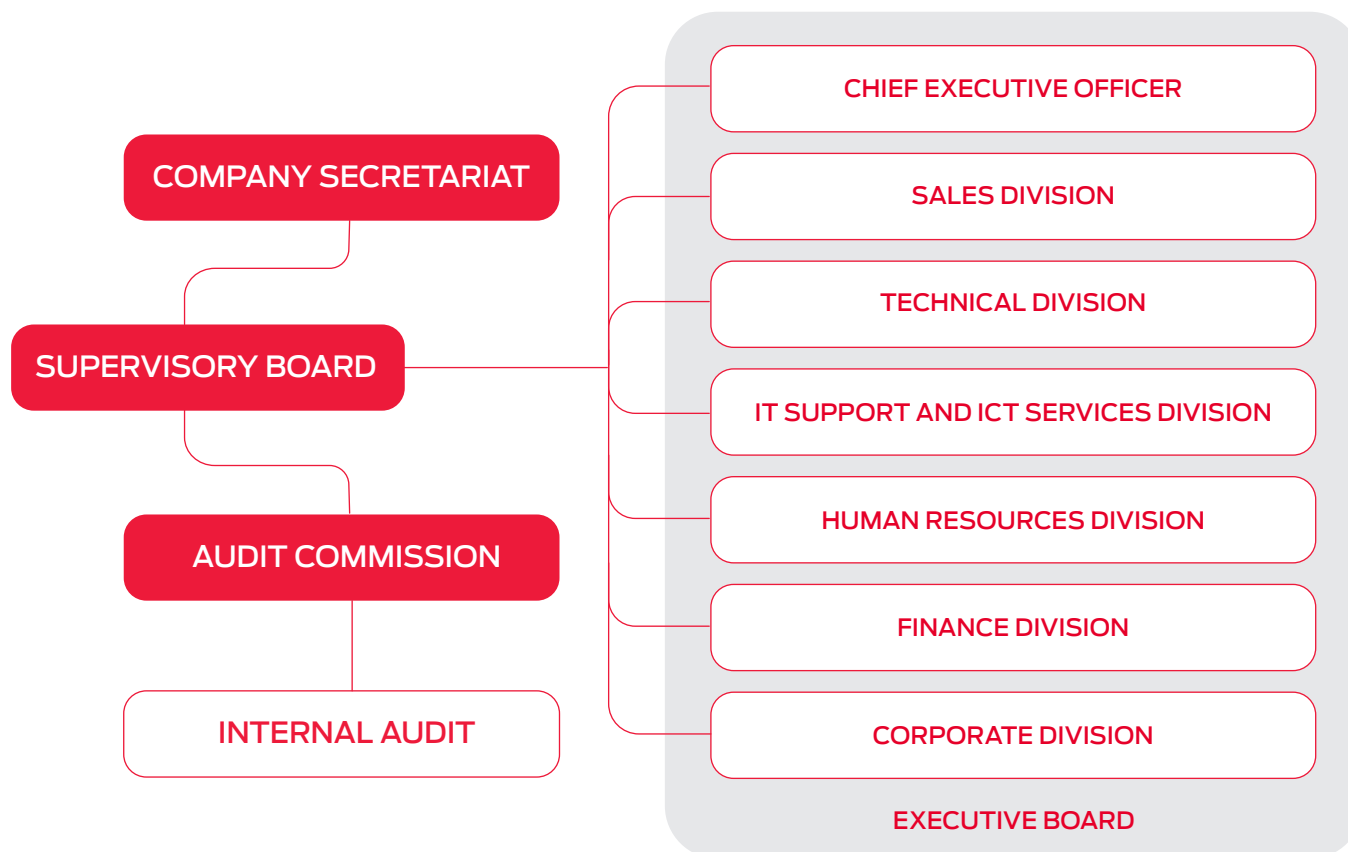 COMPANY SECRETARIAT
SUPERVISORY BOARD
AUDIT COMMISSION
INTERNAL AUDIT
CHIEF EXECUTIVE OFFICER
SALES DIVISION
TECHNICAL DIVISION
IT SUPPORT AND ICT SERVICES DIVISION
HUMAN RESOURCES DIVISION
FINANCE DIVISION
CORPORATE DIVISION
EXECUTIVE BOARD